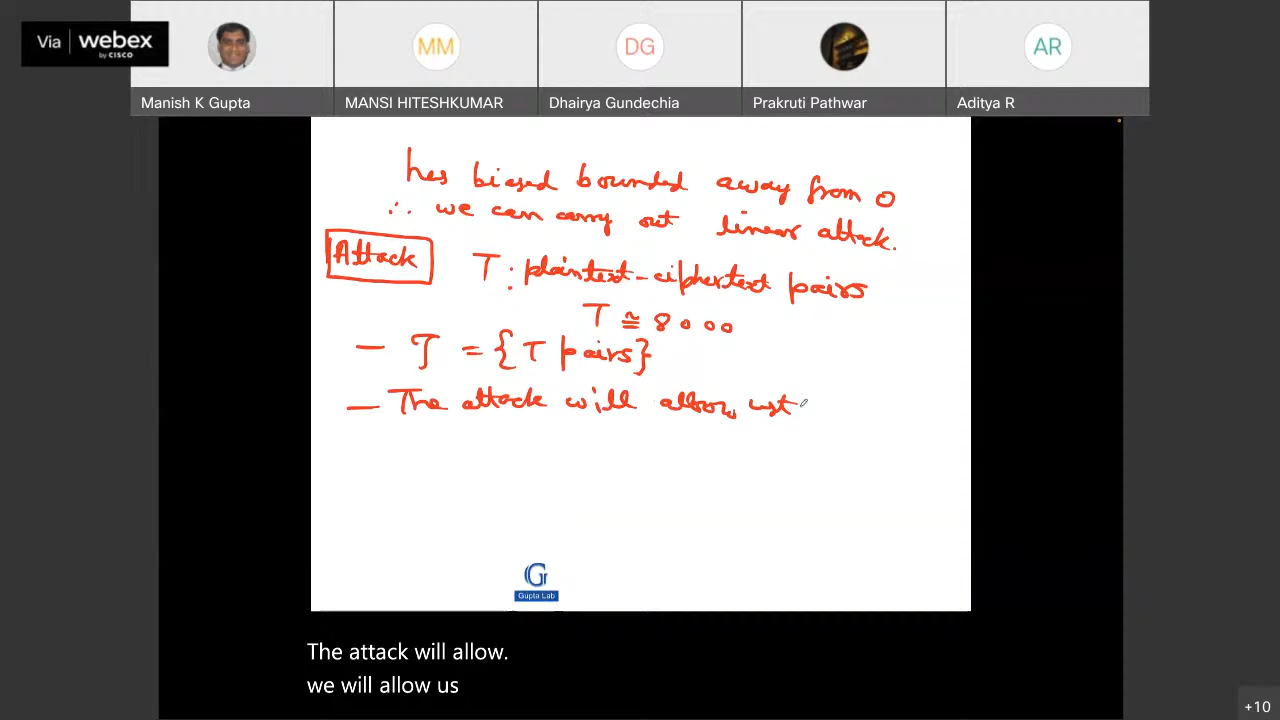 Via webex
by CISCO
MM
DG
AR
Manish K Gupta
MANSI HITESHKUMAR
Dhairya Gundechia
Prakruti Pathwar
Aditya R
has biased bounded away from 0
∴ we can carry out linear attack.
Attack
T : plaintext-ciphertext pairs
T ≅ 8000
– T = {T pairs}
– The attack will allow us t
G
Gupta Lab
The attack will allow.
we will allow us
+10